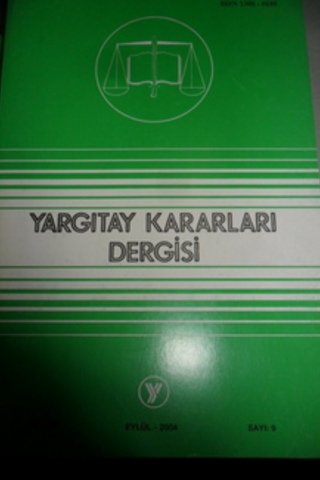 YARGITAY KARARLARI
DERGİSİ
EYLÜL - 2004 SAYI: 9